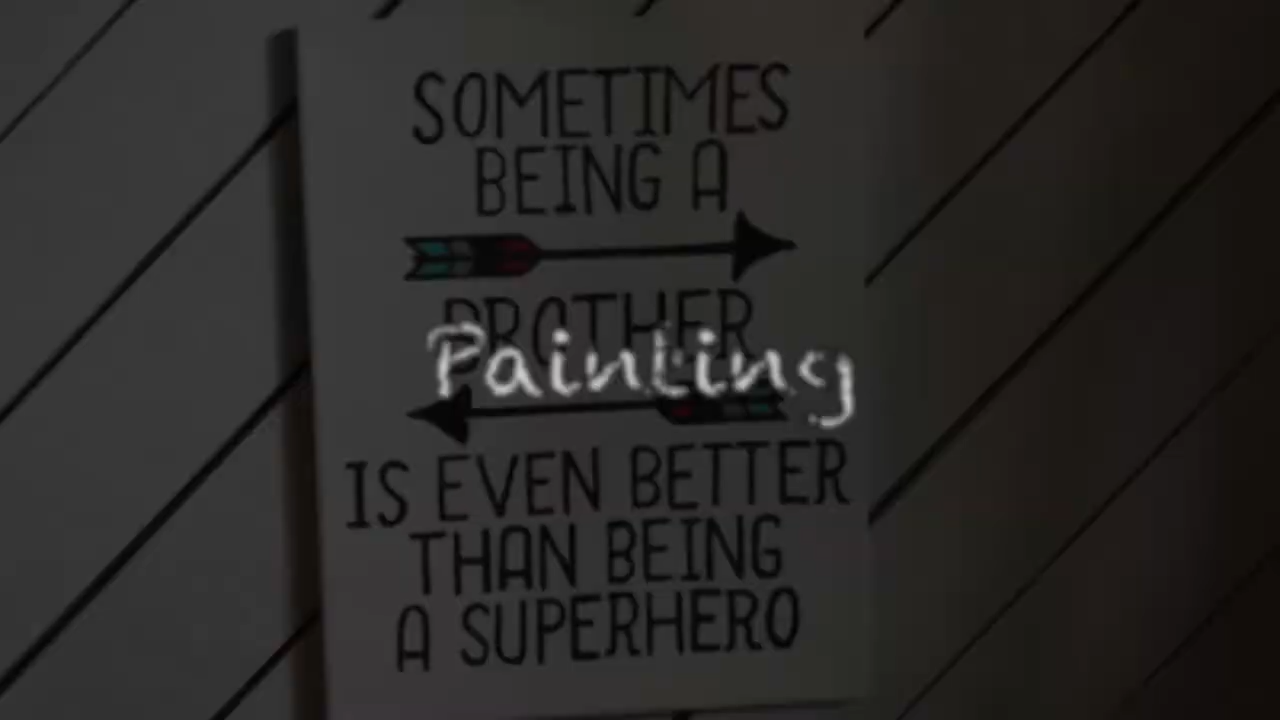 SOMETIMES
BEING A
BROTHER
Painting
IS EVEN BETTER
THAN BEING
A SUPERHERO